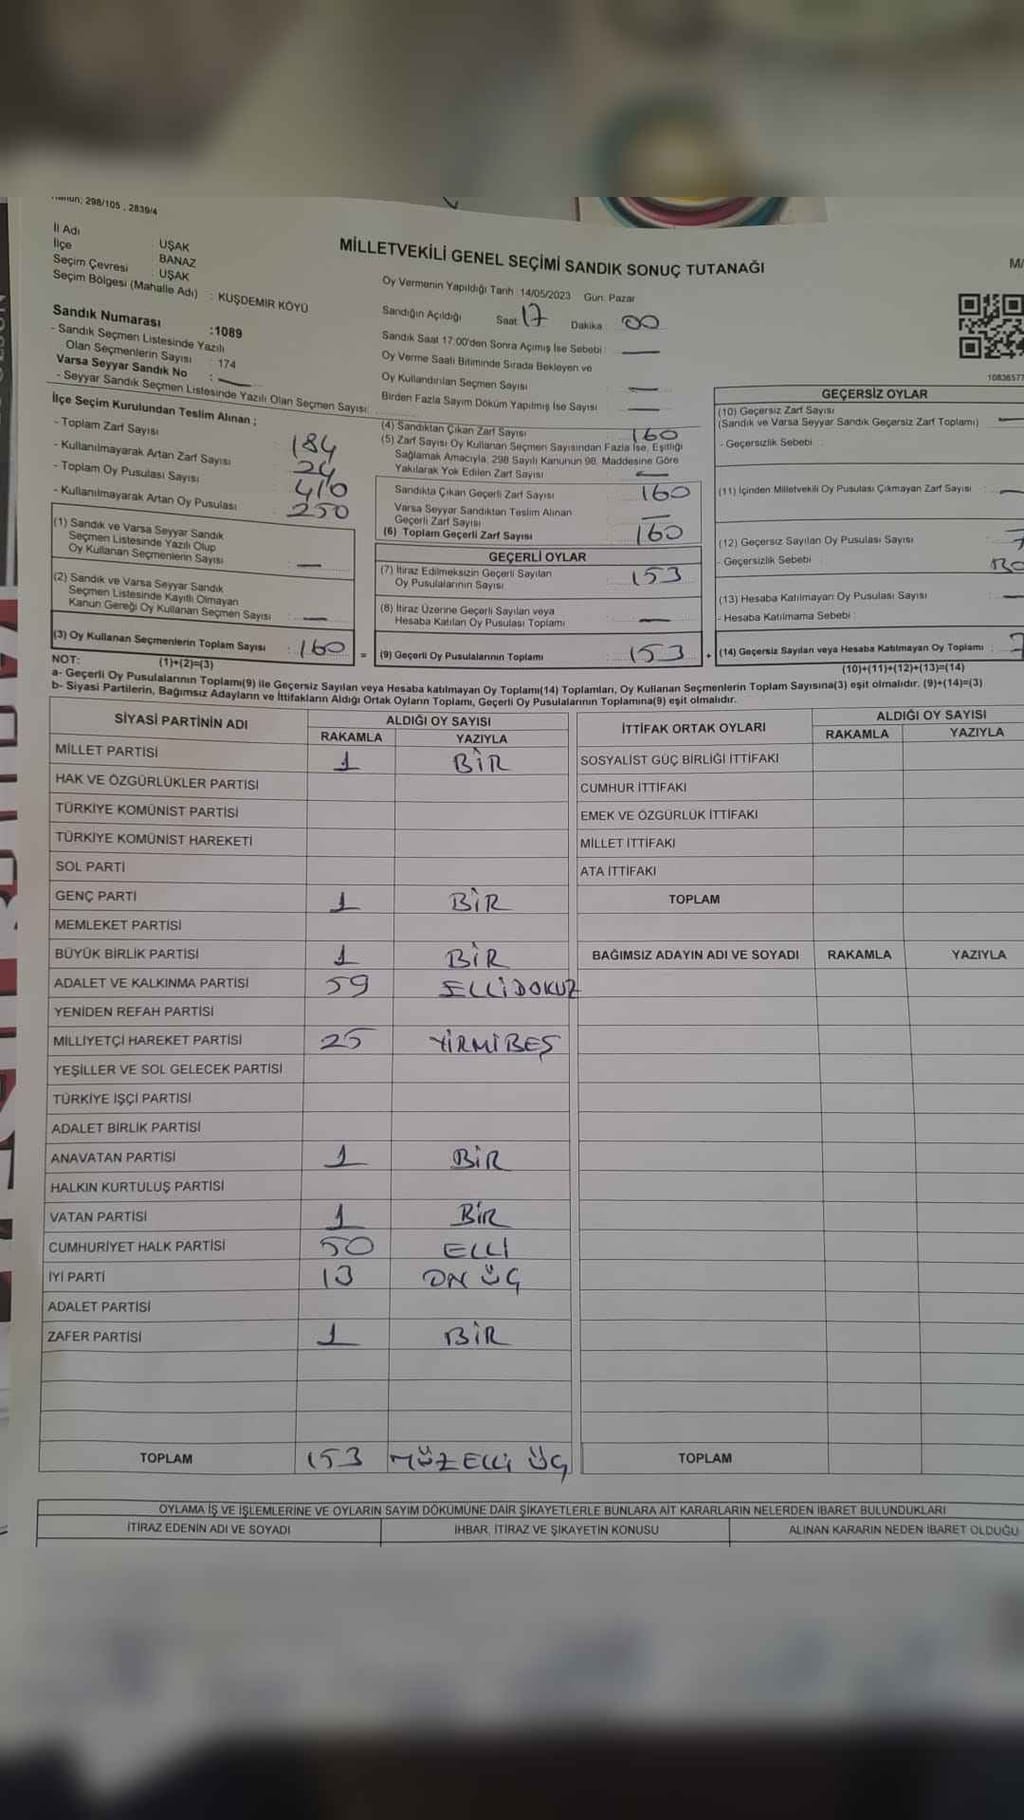 298/105 , 2839/4
İl Adı
İlçe : UŞAK
Seçim Çevresi : BANAZ
: UŞAK
Seçim Bölgesi (Mahalle Adı) : KUŞDEMİR KÖYÜ
Sandık Numarası :1089
- Sandık Seçmen Listesinde Yazılı
Olan Seçmenlerin Sayısı : 174
Varsa Seyyar Sandık No : —
- Seyyar Sandık Seçmen Listesinde Yazılı Olan Seçmen Sayısı
MİLLETVEKİLİ GENEL SEÇİMİ SANDIK SONUÇ TUTANAĞI
Oy Vermenin Yapıldığı Tarih :14/05/2023 Gün: Pazar
Sandığın Açıldığı Saat: 17 Dakika 00
Sandık Saat 17:00'den Sonra Açımış İse Sebebi : —
Oy Verme Saati Bitiminde Sırada Bekleyen ve
Oy Kullandırılan Seçmen Sayısı : —
Birden Fazla Sayım Döküm Yapılmış İse Sayısı : —
İlçe Seçim Kurulundan Teslim Alınan ;
- Toplam Zarf Sayısı : 184
- Kullanılmayarak Artan Zarf Sayısı : 24
- Toplam Oy Pusulası Sayısı : 410
- Kullanılmayarak Artan Oy Pusulası : 250
(1) Sandık ve Varsa Seyyar Sandık
Seçmen Listesinde Yazılı Olup
Oy Kullanan Seçmenlerin Sayısı : —
(2) Sandık ve Varsa Seyyar Sandık
Seçmen Listesinde Kayıtlı Olmayan
Kanun Gereği Oy Kullanan Seçmen Sayısı : —
(3) Oy Kullanan Seçmenlerin Toplam Sayısı : 160
(1)+(2)=(3)
(4) Sandıktan Çıkan Zarf Sayısı 160
(5) Zarf Sayısı Oy Kullanan Seçmen Sayısından Fazla İse, Eşitliği
Sağlamak Amacıyla, 298 Sayılı Kanunun 98. Maddesine Göre
Yakılarak Yok Edilen Zarf Sayısı —
Sandıkta Çıkan Geçerli Zarf Sayısı 160
Varsa Seyyar Sandıktan Teslim Alınan
Geçerli Zarf Sayısı : —
(6) Toplam Geçerli Zarf Sayısı 160
GEÇERLİ OYLAR
(7) İtiraz Edilmeksizin Geçerli Sayılan
Oy Pusulalarının Sayısı : 153
(8) İtiraz Üzerine Geçerli Sayılan veya
Hesaba Katılan Oy Pusulası Toplamı : —
= (9) Geçerli Oy Pusulalarının Toplamı : 153 +
GEÇERSİZ OYLAR
(10) Geçersiz Zarf Sayısı
(Sandık ve Varsa Seyyar Sandık Geçersiz Zarf Toplamı) —
- Geçersizlik Sebebi :
(11) İçinden Milletvekili Oy Pusulası Çıkmayan Zarf Sayısı : —
(12) Geçersiz Sayılan Oy Pusulası Sayısı : 7
- Geçersizlik Sebebi :
(13) Hesaba Katılmayan Oy Pusulası Sayısı : —
- Hesaba Katılmama Sebebi :
(14) Geçersiz Sayılan veya Hesaba Katılmayan Oy Toplamı : 7
(10)+(11)+(12)+(13)=(14)
NOT:
a- Geçerli Oy Pusulalarının Toplamı(9) ile Geçersiz Sayılan veya Hesaba katılmayan Oy Toplamı(14) Toplamları, Oy Kullanan Seçmenlerin Toplam Sayısına(3) eşit olmalıdır. (9)+(14)=(3)
b- Siyasi Partilerin, Bağımsız Adayların ve İttifakların Aldığı Ortak Oyların Toplamı, Geçerli Oy Pusulalarının Toplamına(9) eşit olmalıdır.
SİYASİ PARTİNİN ADI ALDIĞI OY SAYISI
RAKAMLA YAZIYLA
MİLLET PARTİSİ 1 BİR
HAK VE ÖZGÜRLÜKLER PARTİSİ
TÜRKİYE KOMÜNİST PARTİSİ
TÜRKİYE KOMÜNİST HAREKETİ
SOL PARTİ
GENÇ PARTİ 1 BİR
MEMLEKET PARTİSİ
BÜYÜK BİRLİK PARTİSİ 1 BİR
ADALET VE KALKINMA PARTİSİ 59 ELLİDOKUZ
YENİDEN REFAH PARTİSİ
MİLLİYETÇİ HAREKET PARTİSİ 25 YİRMİBEŞ
YEŞİLLER VE SOL GELECEK PARTİSİ
TÜRKİYE İŞÇİ PARTİSİ
ADALET BİRLİK PARTİSİ
ANAVATAN PARTİSİ 1 BİR
HALKIN KURTULUŞ PARTİSİ
VATAN PARTİSİ 1 BİR
CUMHURİYET HALK PARTİSİ 50 ELLİ
İYİ PARTİ 13 ON ÜÇ
ADALET PARTİSİ
ZAFER PARTİSİ 1 BİR
TOPLAM 153 YÜZ ELLİ ÜÇ
İTTİFAK ORTAK OYLARI ALDIĞI OY SAYISI
RAKAMLA YAZIYLA
SOSYALİST GÜÇ BİRLİĞİ İTTİFAKI
CUMHUR İTTİFAKI
EMEK VE ÖZGÜRLÜK İTTİFAKI
MİLLET İTTİFAKI
ATA İTTİFAKI
TOPLAM
BAĞIMSIZ ADAYIN ADI VE SOYADI RAKAMLA YAZIYLA
TOPLAM
OYLAMA İŞ VE İŞLEMLERİNE VE OYLARIN SAYIM DÖKÜMÜNE DAİR ŞİKAYETLERLE BUNLARA AİT KARARLARIN NELERDEN İBARET BULUNDUKLARI
İTİRAZ EDENİN ADI VE SOYADI İHBAR, İTİRAZ VE ŞİKAYETİN KONUSU ALINAN KARARIN NEDEN İBARET OLDUĞU